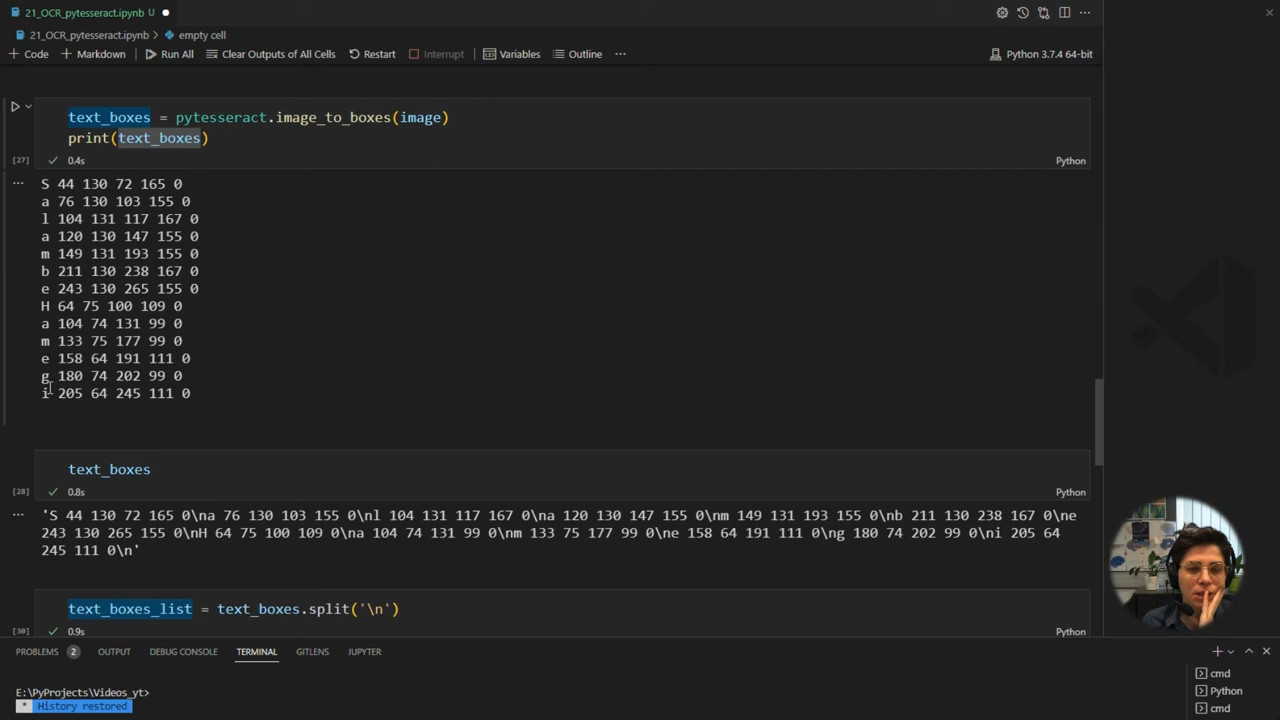 21_OCR_pytesseract.ipynb U
21_OCR_pytesseract.ipynb > empty cell
+ Code + Markdown Run All Clear Outputs of All Cells Restart Interrupt Variables Outline ... Python 3.7.4 64-bit
text_boxes = pytesseract.image_to_boxes(image)
print(text_boxes)
[27] 0.4s Python
S 44 130 72 165 0
a 76 130 103 155 0
l 104 131 117 167 0
a 120 130 147 155 0
m 149 131 193 155 0
b 211 130 238 167 0
e 243 130 265 155 0
H 64 75 100 109 0
a 104 74 131 99 0
m 133 75 177 99 0
e 158 64 191 111 0
g 180 74 202 99 0
i 205 64 245 111 0
text_boxes
[28] 0.8s Python
'S 44 130 72 165 0\na 76 130 103 155 0\nl 104 131 117 167 0\na 120 130 147 155 0\nm 149 131 193 155 0\nb 211 130 238 167 0\ne
243 130 265 155 0\nH 64 75 100 109 0\na 104 74 131 99 0\nm 133 75 177 99 0\ne 158 64 191 111 0\ng 180 74 202 99 0\ni 205 64
245 111 0\n'
text_boxes_list = text_boxes.split('\n')
[30] 0.9s Python
PROBLEMS 2 OUTPUT DEBUG CONSOLE TERMINAL GITLENS JUPYTER
cmd
E:\PyProjects\Videos_yt>
Python
* History restored
cmd